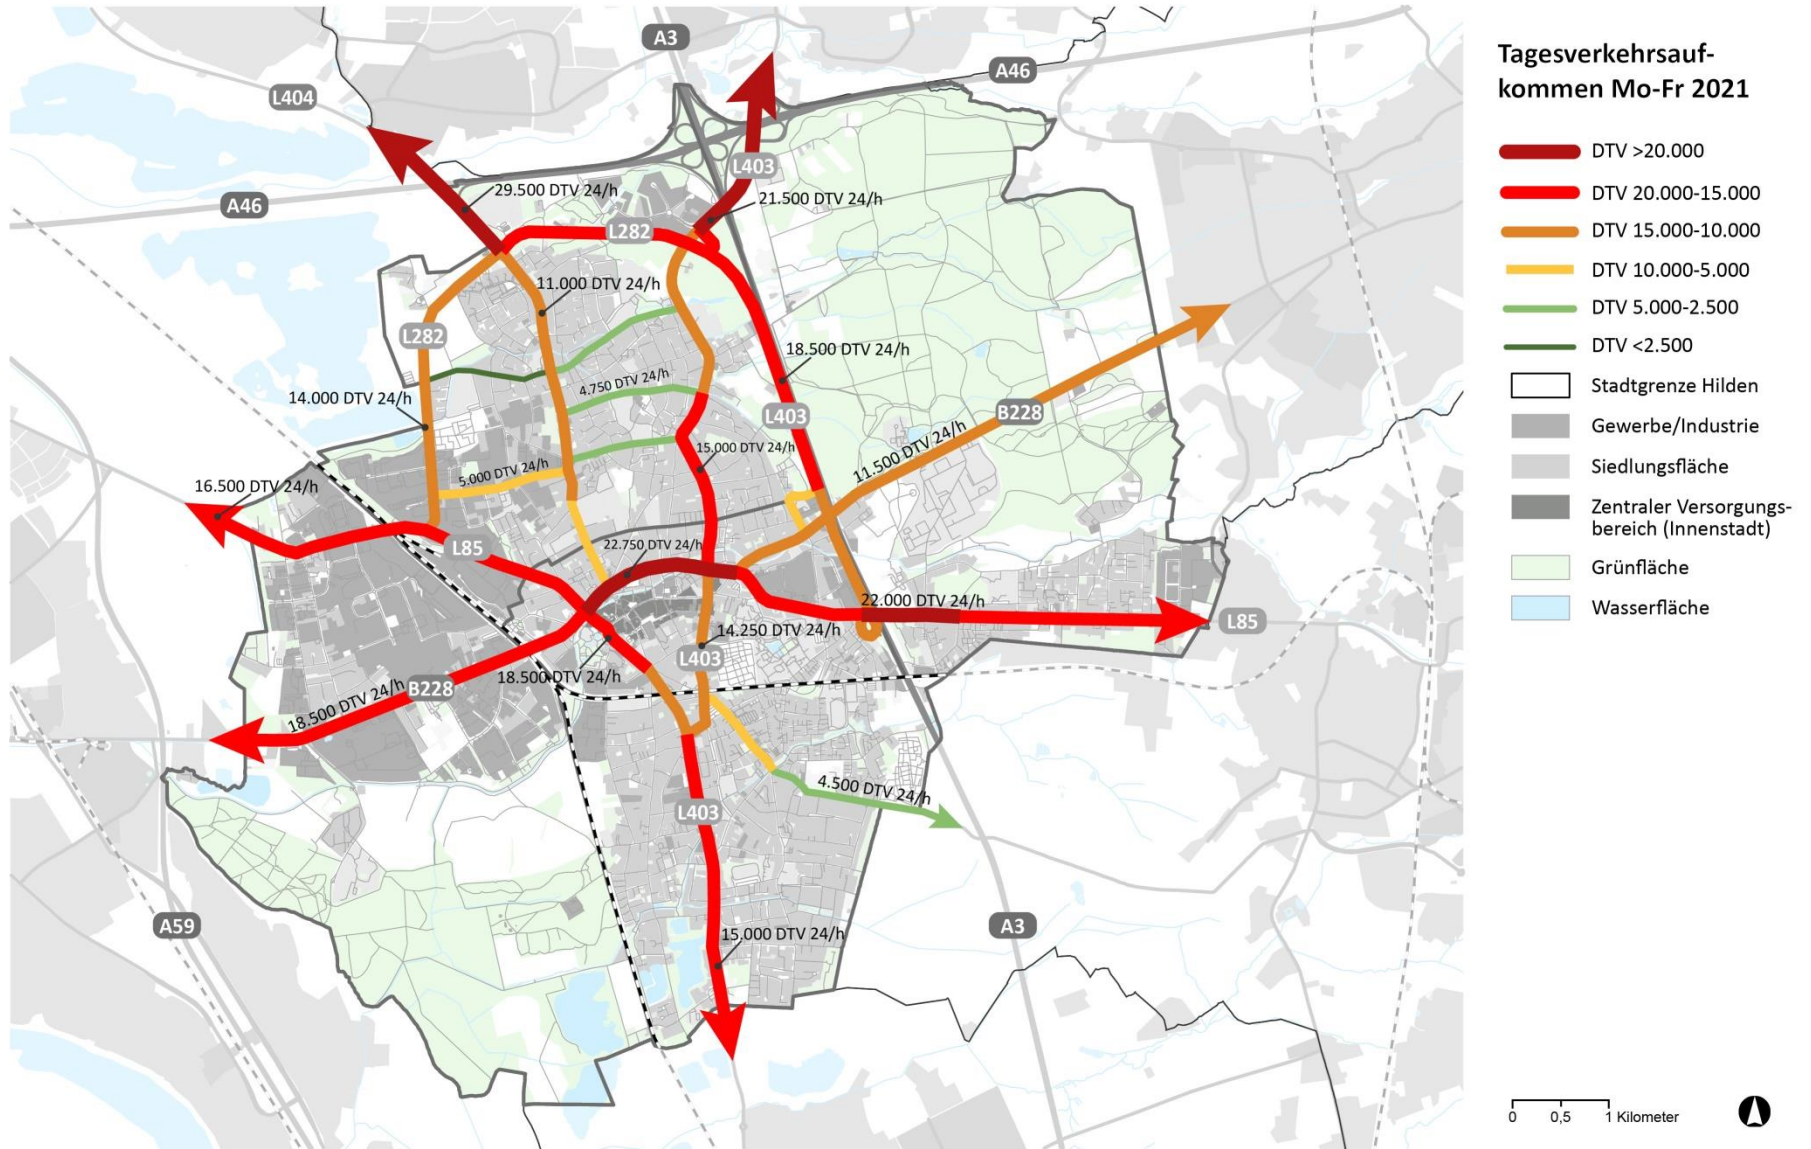 A3
A46
L404
L403
29.500 DTV 24/h
A46
21.500 DTV 24/h
L282
11.000 DTV 24/h
L282
18.500 DTV 24/h
4.750 DTV 24/h
14.000 DTV 24/h
L403
B228
15.000 DTV 24/h
11.500 DTV 24/h
5.000 DTV 24/h
16.500 DTV 24/h
L85
22.750 DTV 24/h
22.000 DTV 24/h
L85
14.250 DTV 24/h
L403
18.500 DTV 24/h
B228
18.500 DTV 24/h
4.500 DTV 24/h
L403
A59
A3
15.000 DTV 24/h
Tagesverkehrsauf-
kommen Mo-Fr 2021
DTV >20.000
DTV 20.000-15.000
DTV 15.000-10.000
DTV 10.000-5.000
DTV 5.000-2.500
DTV <2.500
Stadtgrenze Hilden
Gewerbe/Industrie
Siedlungsfläche
Zentraler Versorgungs-
bereich (Innenstadt)
Grünfläche
Wasserfläche
0 0,5 1 Kilometer